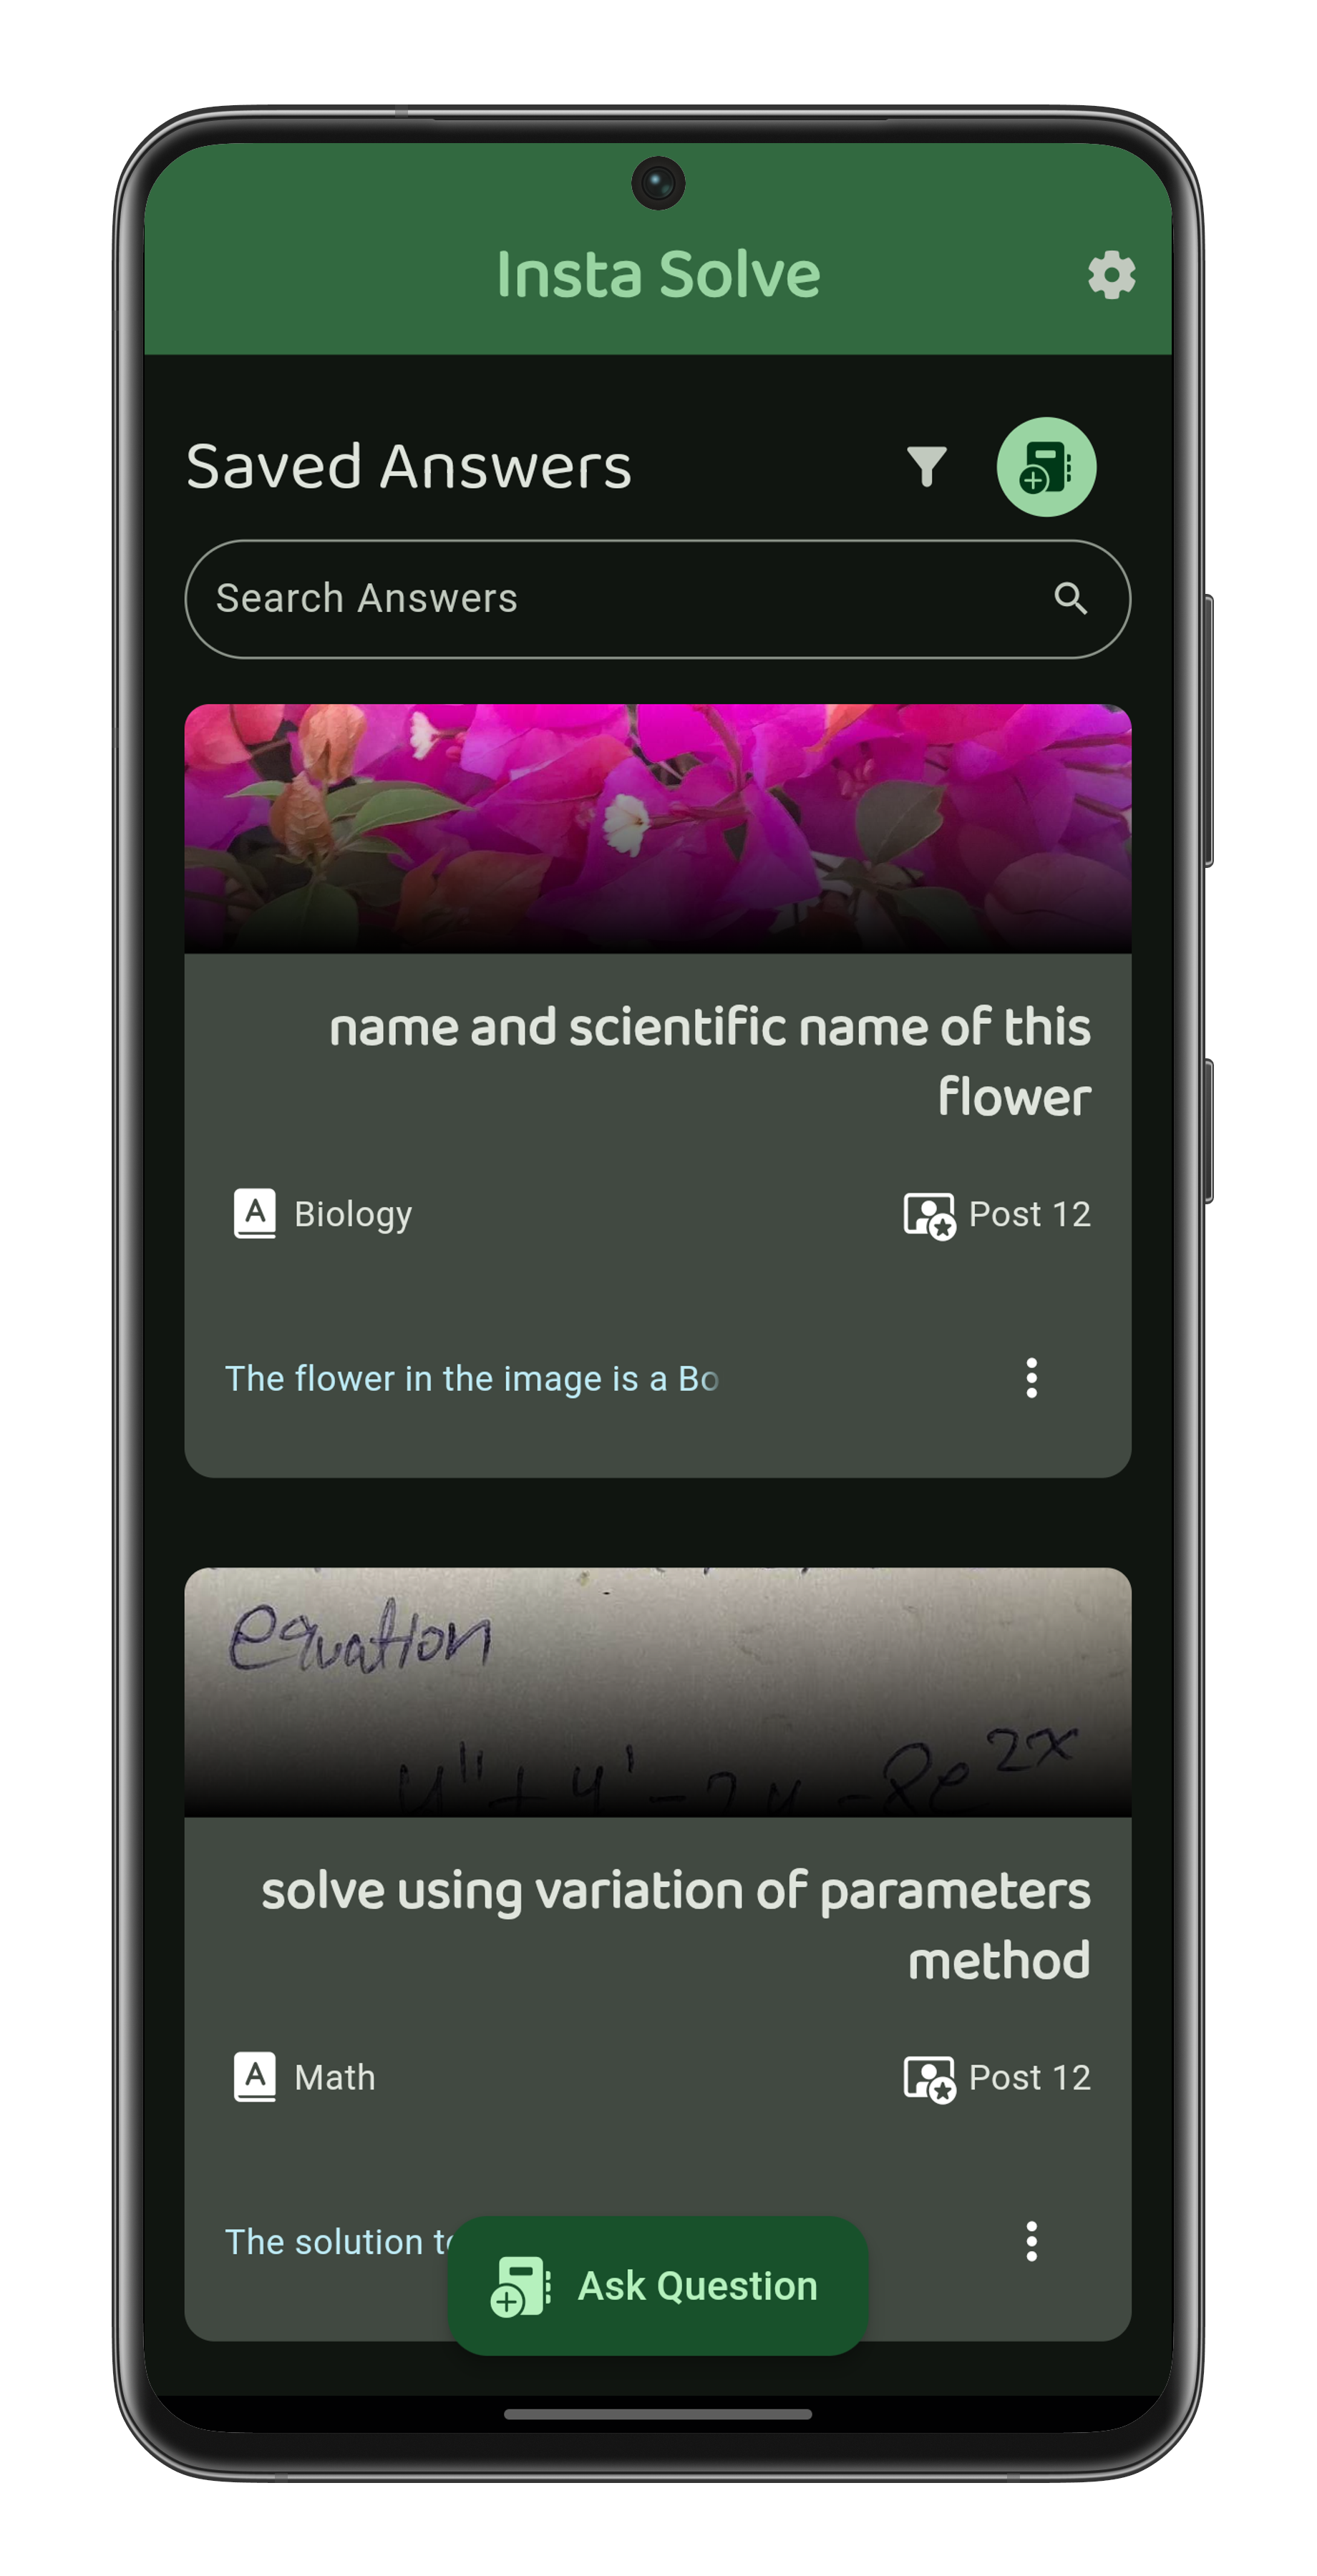 Insta Solve
Saved Answers
Search Answers
name and scientific name of this
flower
Biology
Post 12
The flower in the image is a Bo
equation
y" + y' - 2y = 8e^2x
solve using variation of parameters
method
Math
Post 12
The solution
Ask Question